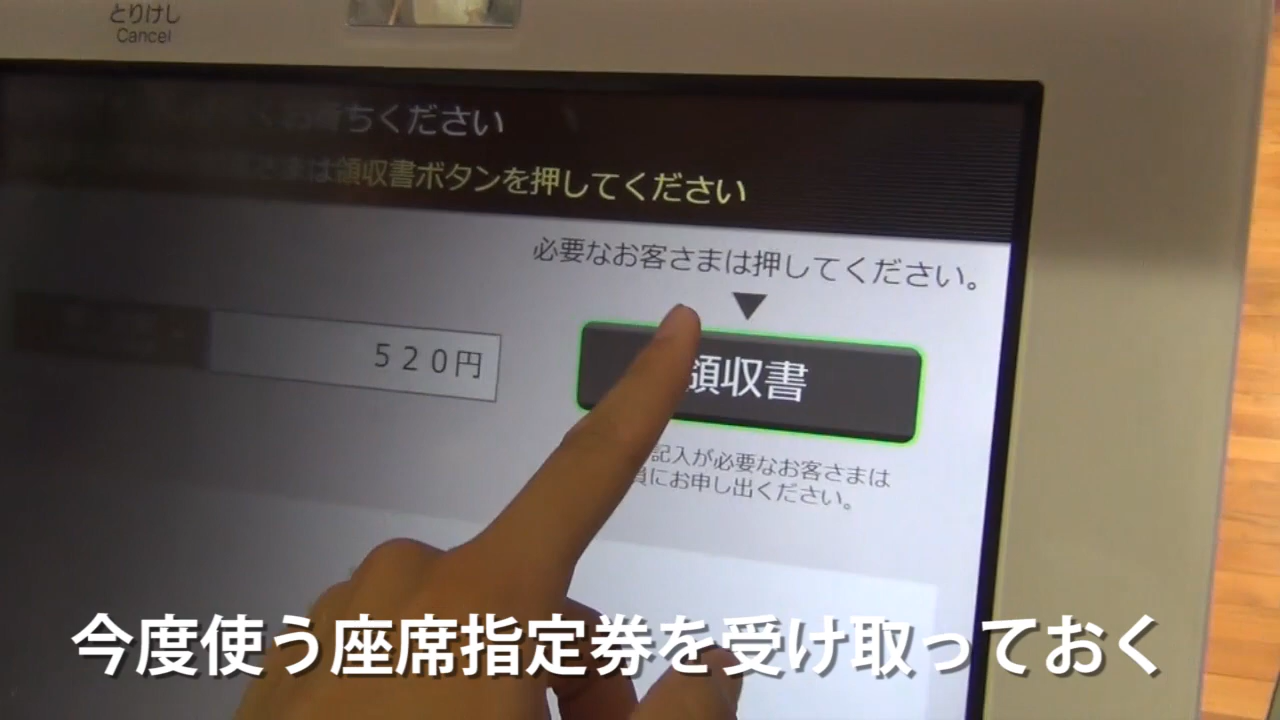 とりけし
Cancel
お待ちください
さまは領収書ボタンを押してください
必要なお客さまは押してください。
▼
520円
領収書
記入が必要なお客さまは
員にお申し出ください。
今度使う座席指定券を受け取っておく